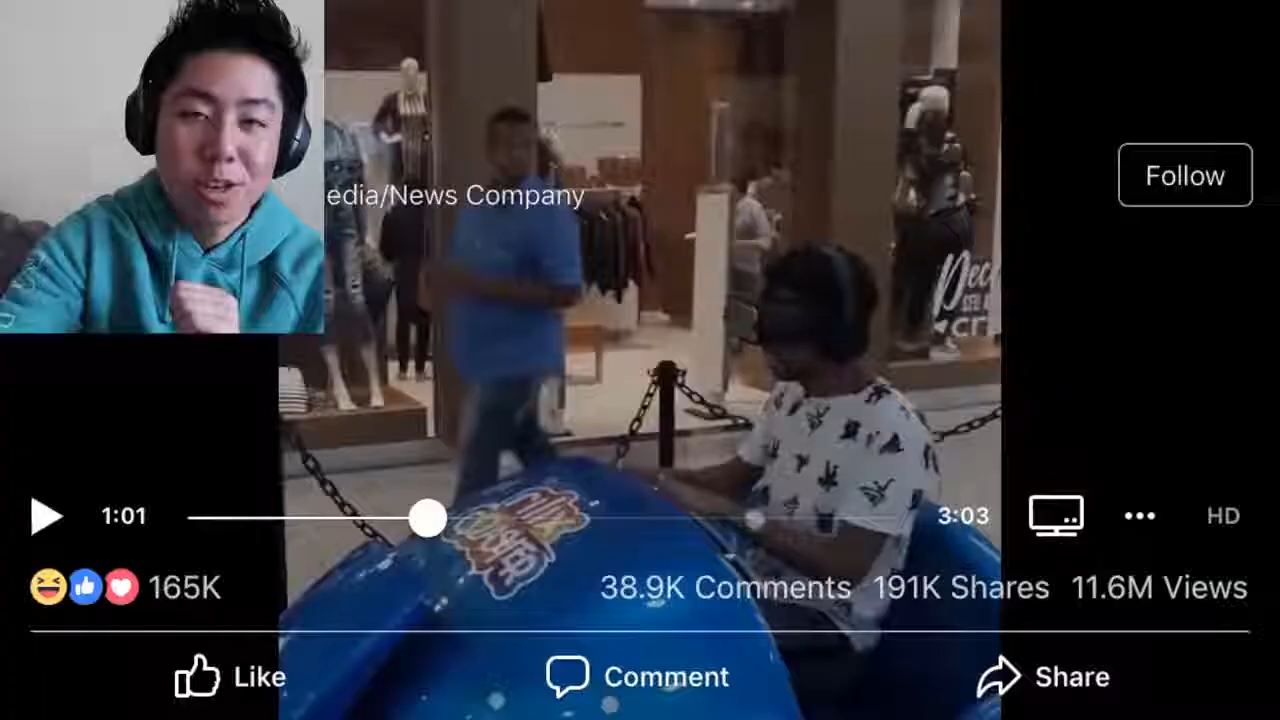 edia/News Company
Follow
1:01
3:03
HD
165K
38.9K Comments
191K Shares
11.6M Views
Like
Comment
Share